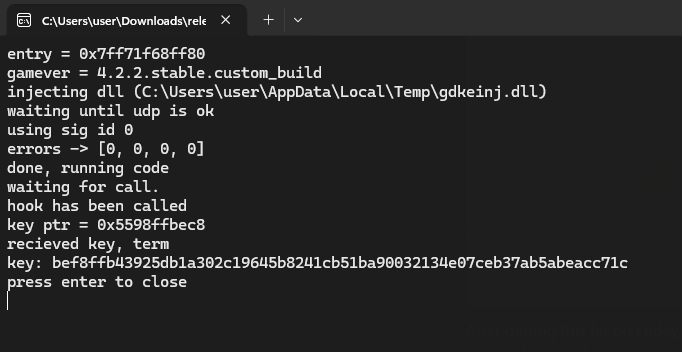 C:\Users\user\Downloads\rele
entry = 0x7ff71f68ff80
gamever = 4.2.2.stable.custom_build
injecting dll (C:\Users\user\AppData\Local\Temp\gdkeinj.dll)
waiting until udp is ok
using sig id 0
errors -> [0, 0, 0, 0]
done, running code
waiting for call.
hook has been called
key ptr = 0x5598ffbec8
recieved key, term
key: bef8ffb43925db1a302c19645b8241cb51ba90032134e07ceb37ab5abeacc71c
press enter to close